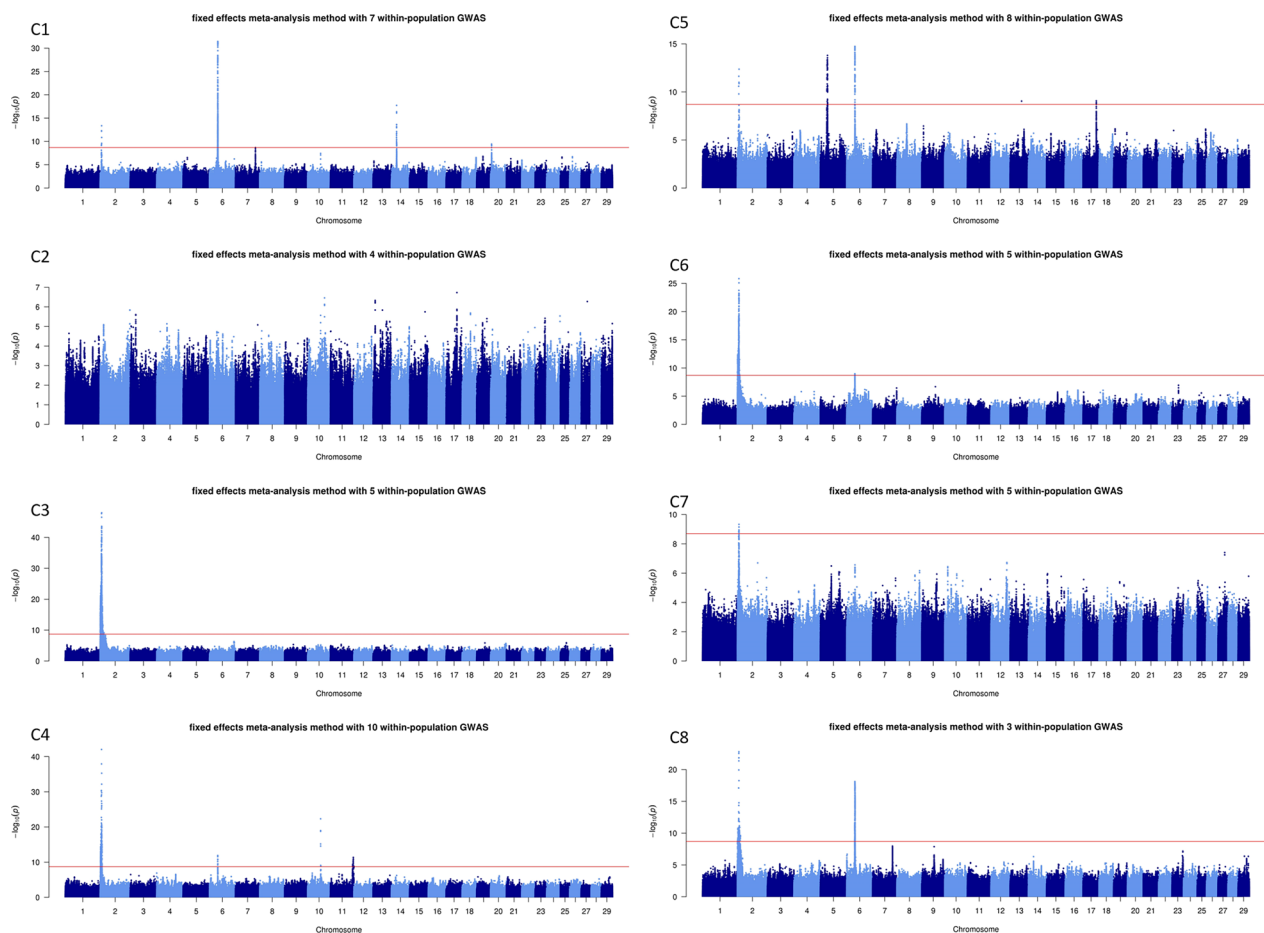 C1
fixed effects meta-analysis method with 7 within-population GWAS
−log10(p)
30
25
20
15
10
5
0
1 2 3 4 5 6 7 8 9 10 11 12 13 14 15 16 17 18 19 20 21 23 25 27 29
Chromosome
C2
fixed effects meta-analysis method with 4 within-population GWAS
−log10(p)
7
6
5
4
3
2
1
0
1 2 3 4 5 6 7 8 9 10 11 12 13 14 15 16 17 18 19 20 21 23 25 27 29
Chromosome
C3
fixed effects meta-analysis method with 5 within-population GWAS
−log10(p)
40
30
20
10
0
1 2 3 4 5 6 7 8 9 10 11 12 13 14 15 16 17 18 19 20 21 23 25 27 29
Chromosome
C4
fixed effects meta-analysis method with 10 within-population GWAS
−log10(p)
40
30
20
10
0
1 2 3 4 5 6 7 8 9 10 11 12 13 14 15 16 17 18 19 20 21 23 25 27 29
Chromosome
C5
fixed effects meta-analysis method with 8 within-population GWAS
−log10(p)
15
10
5
0
1 2 3 4 5 6 7 8 9 10 11 12 13 14 15 16 17 18 20 21 23 25 27 29
Chromosome
C6
fixed effects meta-analysis method with 5 within-population GWAS
−log10(p)
25
20
15
10
5
0
1 2 3 4 5 6 7 8 9 10 11 12 13 14 15 16 17 18 20 21 23 25 27 29
Chromosome
C7
fixed effects meta-analysis method with 5 within-population GWAS
−log10(p)
10
8
6
4
2
0
1 2 3 4 5 6 7 8 9 10 11 12 13 14 15 16 17 18 20 21 23 25 27 29
Chromosome
C8
fixed effects meta-analysis method with 3 within-population GWAS
−log10(p)
20
15
10
5
0
1 2 3 4 5 6 7 8 9 10 11 12 13 14 15 16 17 18 20 21 23 25 27 29
Chromosome